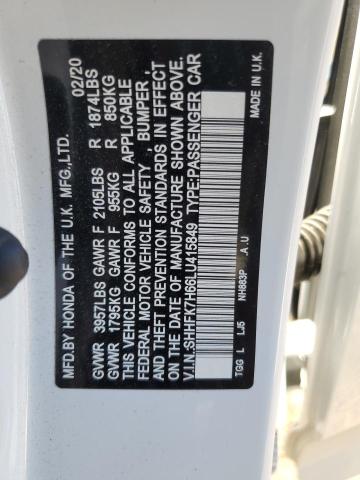 MFD.BY HONDA OF THE U.K. MFG.,LTD. 02/20
GVWR 3957LBS GAWR F 2105LBS R 1874LBS
GVWR 1795KG GAWR F 955KG R 850KG
THIS VEHICLE CONFORMS TO ALL APPLICABLE
FEDERAL MOTOR VEHICLE SAFETY , BUMPER ,
AND THEFT PREVENTION STANDARDS IN EFFECT
ON THE DATE OF MANUFACTURE SHOWN ABOVE.
V.I.N.:SHHFK7H66LU415849 TYPE:PASSENGER CAR
TGG L LJ5 NH883P A .U MADE IN U.K.